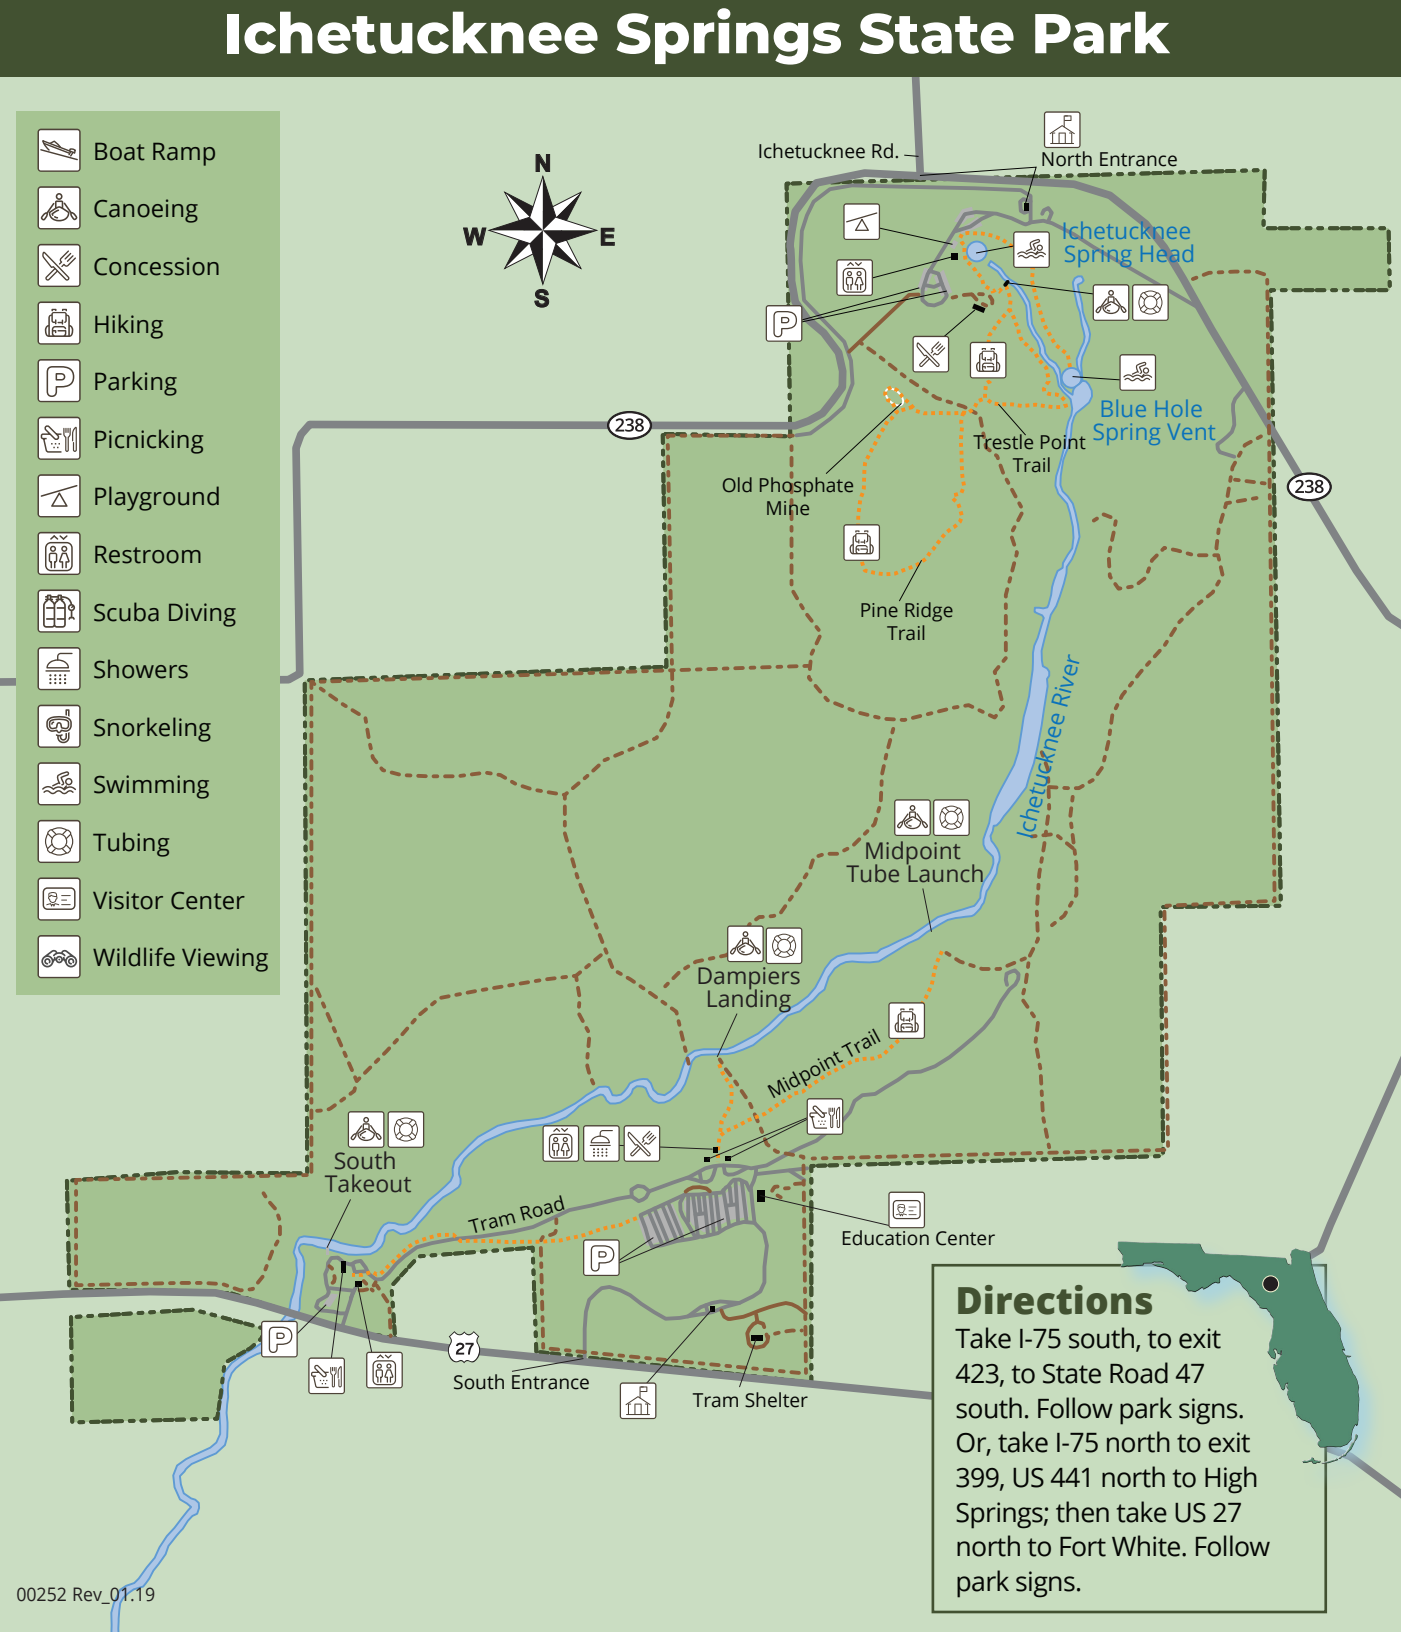 Ichetucknee Springs State Park
Boat Ramp
Canoeing
Concession
Hiking
Parking
Picnicking
Playground
Restroom
Scuba Diving
Showers
Snorkeling
Swimming
Tubing
Visitor Center
Wildlife Viewing
N
W
E
S
Ichetucknee Rd.
North Entrance
Ichetucknee
Spring Head
P
P
238
Blue Hole
Spring Vent
Trestle Point
Trail
Old Phosphate
Mine
238
Pine Ridge
Trail
Ichetucknee River
Midpoint
Tube Launch
Dampiers
Landing
Midpoint Trail
South
Takeout
Tram Road
Education Center
P
P
27
South Entrance
Tram Shelter
Directions
Take I-75 south, to exit
423, to State Road 47
south. Follow park signs.
Or, take I-75 north to exit
399, US 441 north to High
Springs; then take US 27
north to Fort White. Follow
park signs.
00252 Rev_01.19